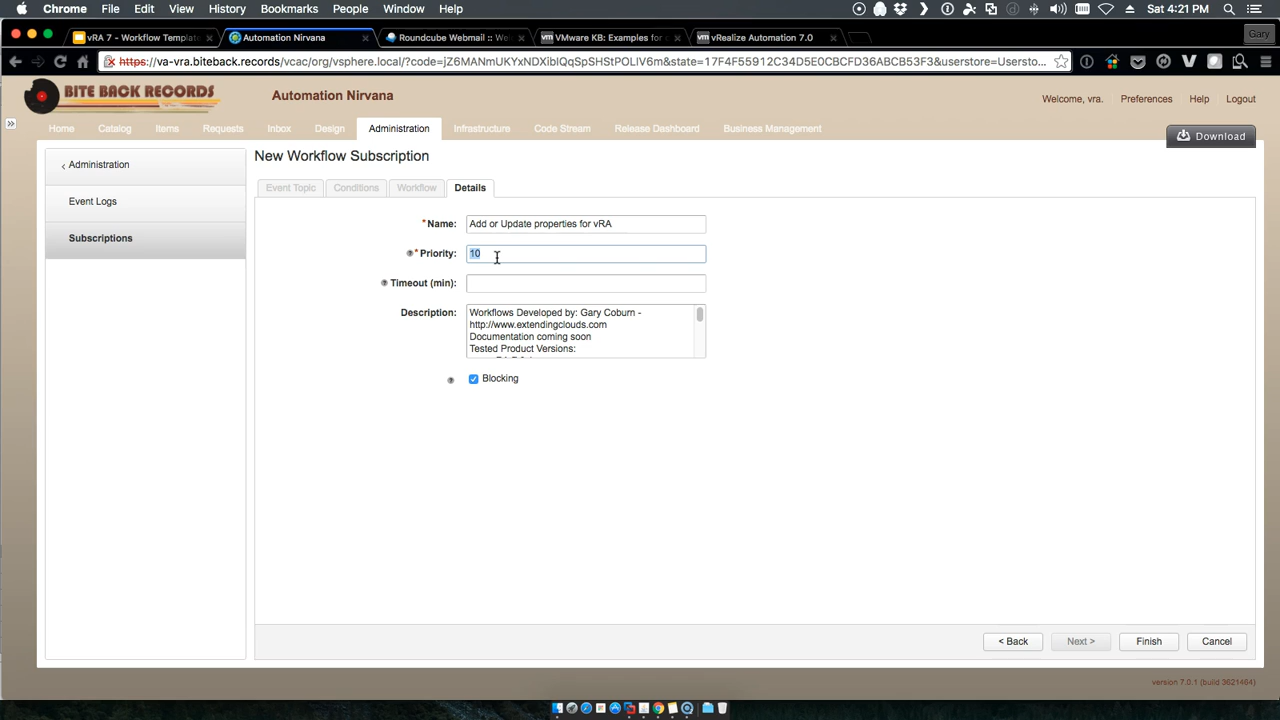 Chrome File Edit View History Bookmarks People Window Help
Sat 4:21 PM
vRA 7 - Workflow Templat
Automation Nirvana
Roundcube Webmail :: We
VMware KB: Examples for c
vRealize Automation 7.0
Gary
https://va-vra.biteback.records/vcac/org/vsphere.local/?code=jZ6MANmUKYxNDXiblQqSpSHStPOLIV6m&state=17F4F55912C34D5E0CBCFD36ABCB53F3&userstore=Usersto...
BITE BACK RECORDS
Automation Nirvana
Welcome, vra.
Preferences
Help
Logout
Home
Catalog
Items
Requests
Inbox
Design
Administration
Infrastructure
Code Stream
Release Dashboard
Business Management
Download
< Administration
Event Logs
Subscriptions
New Workflow Subscription
Event Topic
Conditions
Workflow
Details
* Name: Add or Update properties for vRA
* Priority: 10
Timeout (min):
Description: Workflows Developed by: Gary Coburn -
http://www.extendingclouds.com
Documentation coming soon
Tested Product Versions:
Blocking
< Back
Next >
Finish
Cancel
version 7.0.1 (build 3621464)